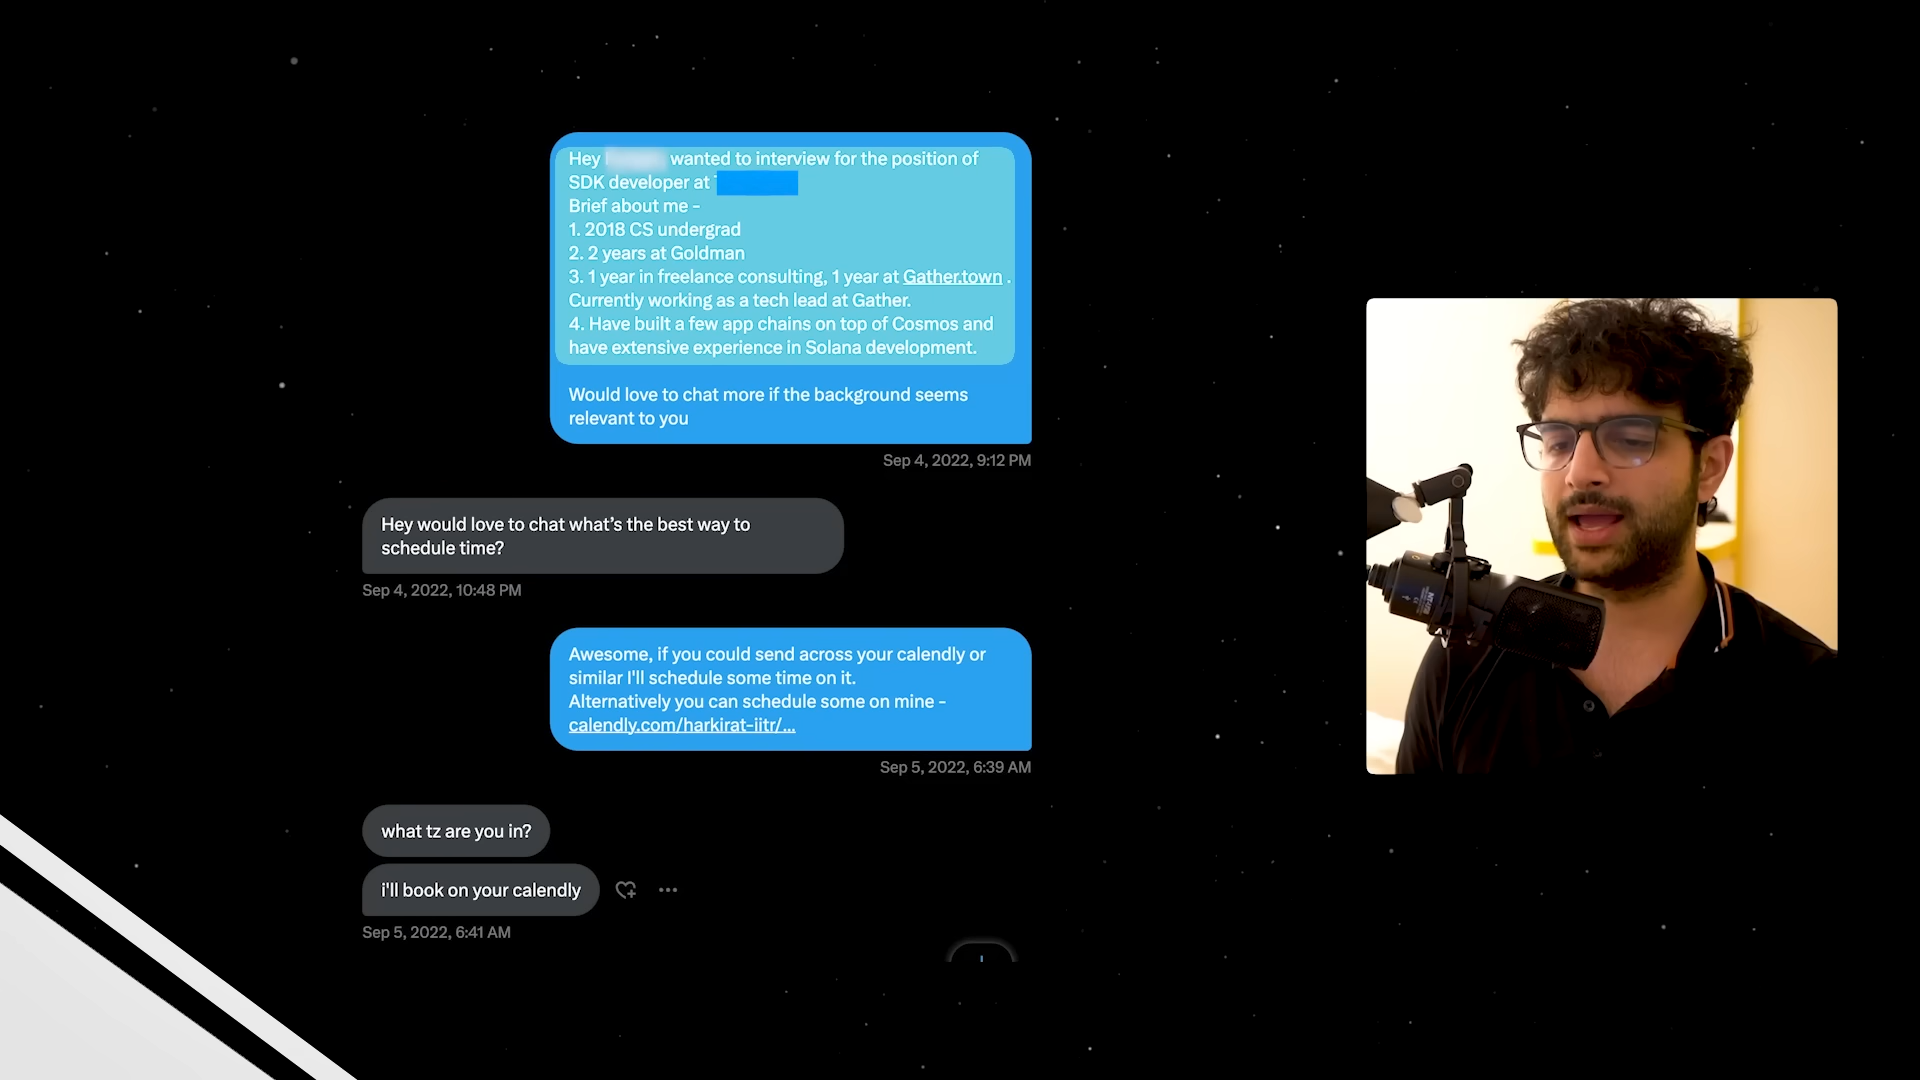 Hey wanted to interview for the position of
SDK developer at
Brief about me -
1. 2018 CS undergrad
2. 2 years at Goldman
3. 1 year in freelance consulting, 1 year at Gather.town .
Currently working as a tech lead at Gather.
4. Have built a few app chains on top of Cosmos and
have extensive experience in Solana development.
Would love to chat more if the background seems
relevant to you
Sep 4, 2022, 9:12 PM
Hey would love to chat what's the best way to
schedule time?
Sep 4, 2022, 10:48 PM
Awesome, if you could send across your calendly or
similar I'll schedule some time on it.
Alternatively you can schedule some on mine -
calendly.com/harkirat-iitr/...
Sep 5, 2022, 6:39 AM
what tz are you in?
i'll book on your calendly
Sep 5, 2022, 6:41 AM